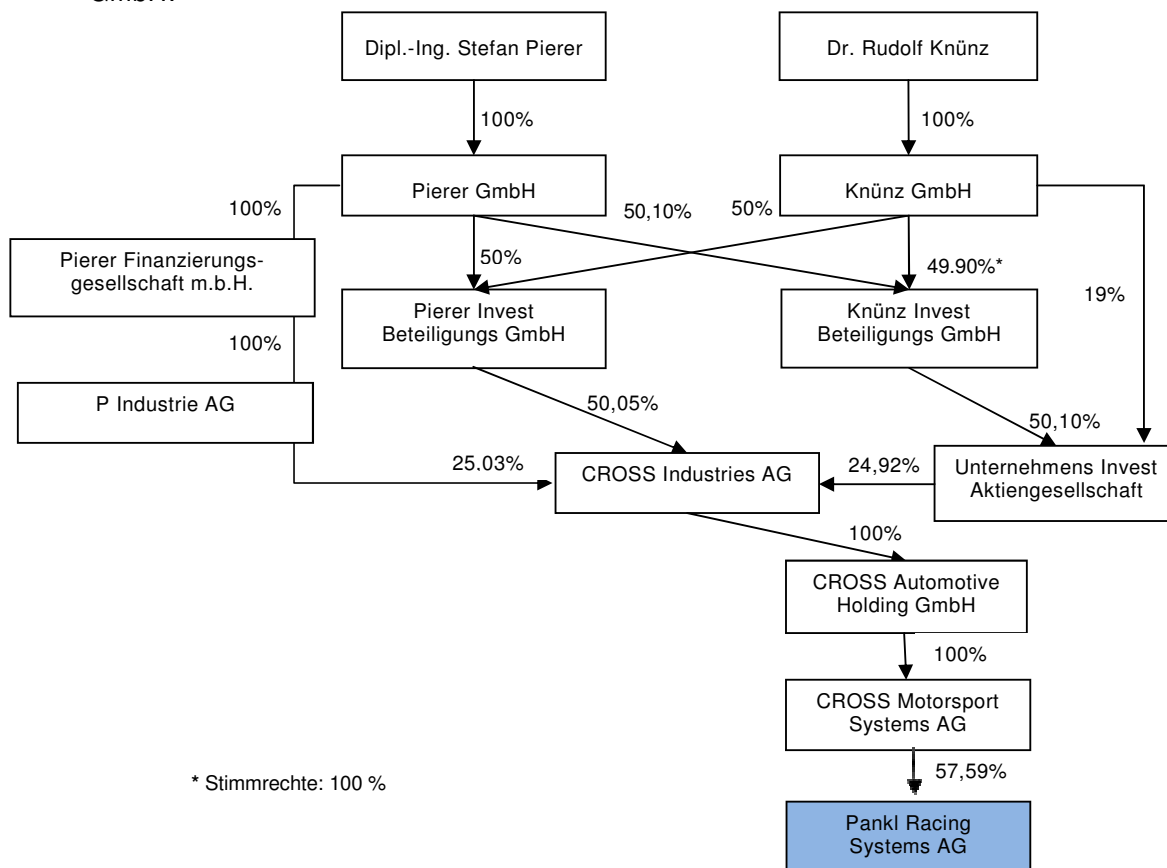 Dipl.-Ing. Stefan Pierer
Dr. Rudolf Knünz
100%
100%
Pierer GmbH
Knünz GmbH
100%
50,10%
50%
Pierer Finanzierungs-
gesellschaft m.b.H.
50%
49.90%*
19%
Pierer Invest
Beteiligungs GmbH
Knünz Invest
Beteiligungs GmbH
100%
P Industrie AG
50,05%
50,10%
25,03%
CROSS Industries AG
24,92%
Unternehmens Invest
Aktiengesellschaft
100%
CROSS Automotive
Holding GmbH
100%
CROSS Motorsport
Systems AG
* Stimmrechte: 100 %
57,59%
Pankl Racing
Systems AG